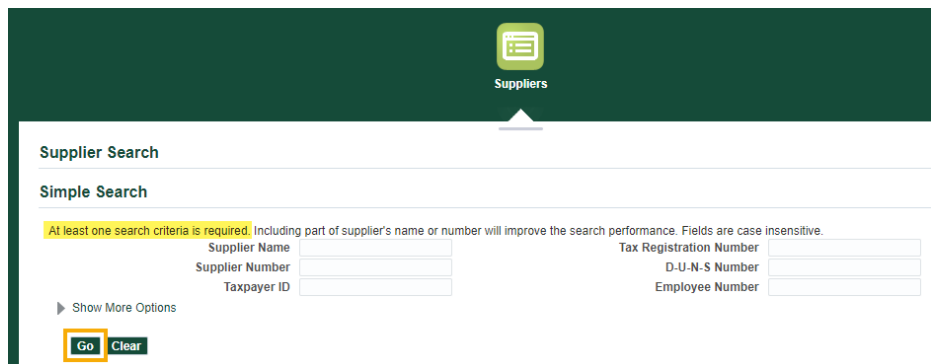 Suppliers
Supplier Search
Simple Search
At least one search criteria is required. Including part of supplier's name or number will improve the search performance. Fields are case insensitive.
Supplier Name Tax Registration Number
Supplier Number D-U-N-S Number
Taxpayer ID Employee Number
Show More Options
Go Clear